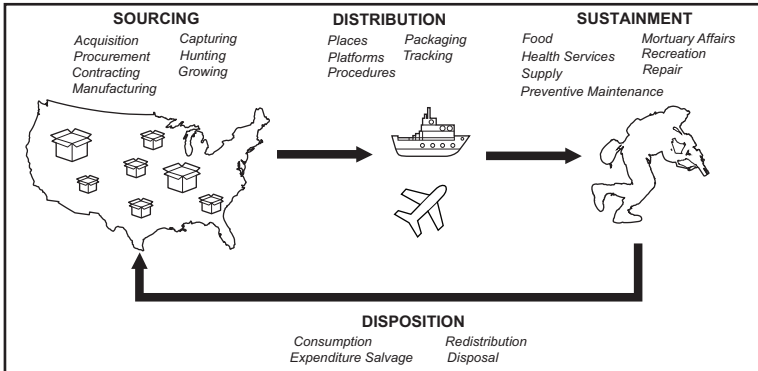 SOURCING
Acquisition
Procurement
Contracting
Manufacturing
Capturing
Hunting
Growing
DISTRIBUTION
Places
Platforms
Procedures
Packaging
Tracking
SUSTAINMENT
Food
Health Services
Supply
Preventive Maintenance
Mortuary Affairs
Recreation
Repair
DISPOSITION
Consumption
Expenditure Salvage
Redistribution
Disposal